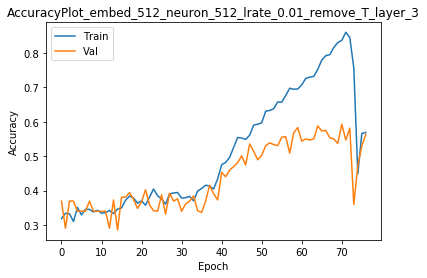 AccuracyPlot_embed_512_neuron_512_lrate_0.01_remove_T_layer_3
Train
Val
Accuracy
0.8
0.7
0.6
0.5
0.4
0.3
0 10 20 30 40 50 60 70
Epoch